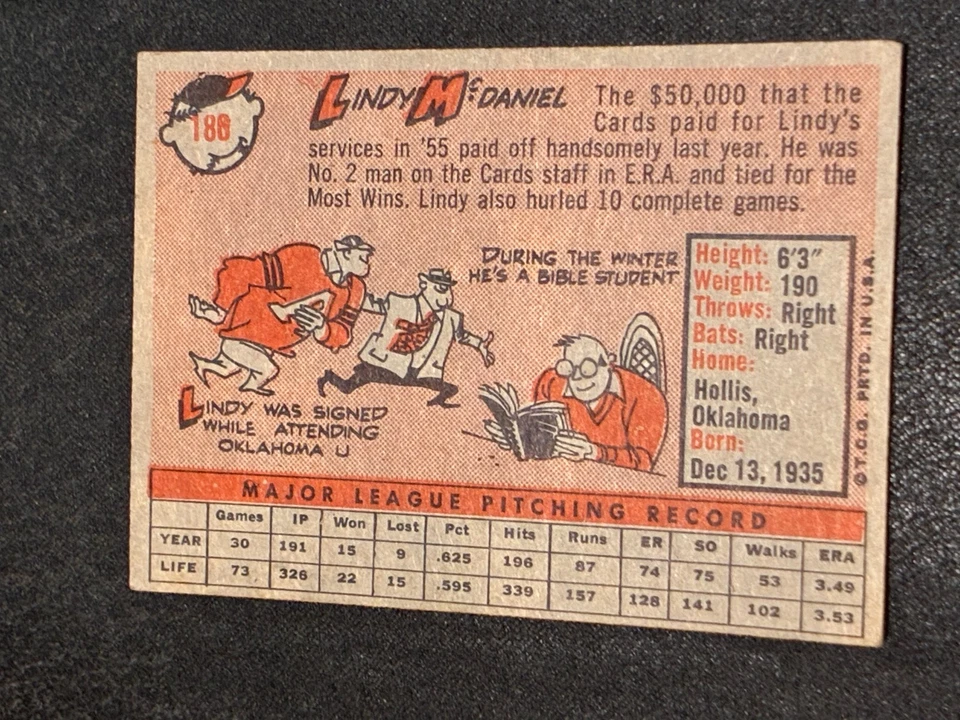 180
LINDY McDANIEL
The $50,000 that the
Cards paid for Lindy's
services in '55 paid off handsomely last year. He was
No. 2 man on the Cards staff in E.R.A. and tied for the
Most Wins. Lindy also hurled 10 complete games.
DURING THE WINTER
HE'S A BIBLE STUDENT
LINDY WAS SIGNED
WHILE ATTENDING
OKLAHOMA U
Height: 6'3"
Weight: 190
Throws: Right
Bats: Right
Home:
Hollis,
Oklahoma
Born:
Dec 13, 1935
© T.C.G. PRTD. IN U.S.A.
MAJOR LEAGUE PITCHING RECORD
Games IP Won Lost Pct Hits Runs ER SO Walks ERA
YEAR 30 191 15 9 .625 196 87 74 75 53 3.49
LIFE 73 326 22 15 .595 339 157 128 141 102 3.53